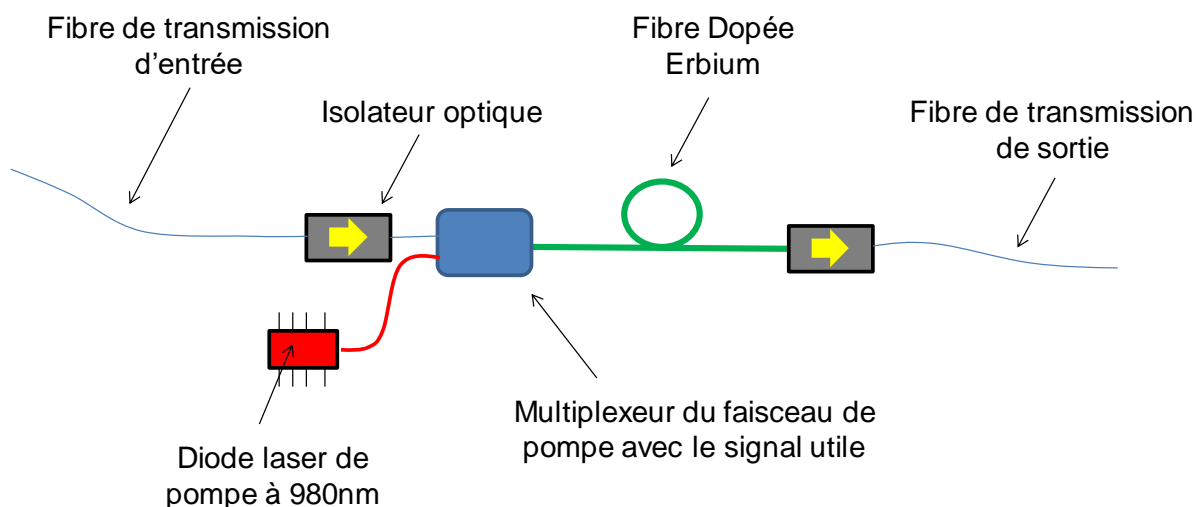 Fibre de transmission
d’entrée
Isolateur optique
Fibre Dopée
Erbium
Fibre de transmission
de sortie
Multiplexeur du faisceau de
pompe avec le signal utile
Diode laser de
pompe à 980nm